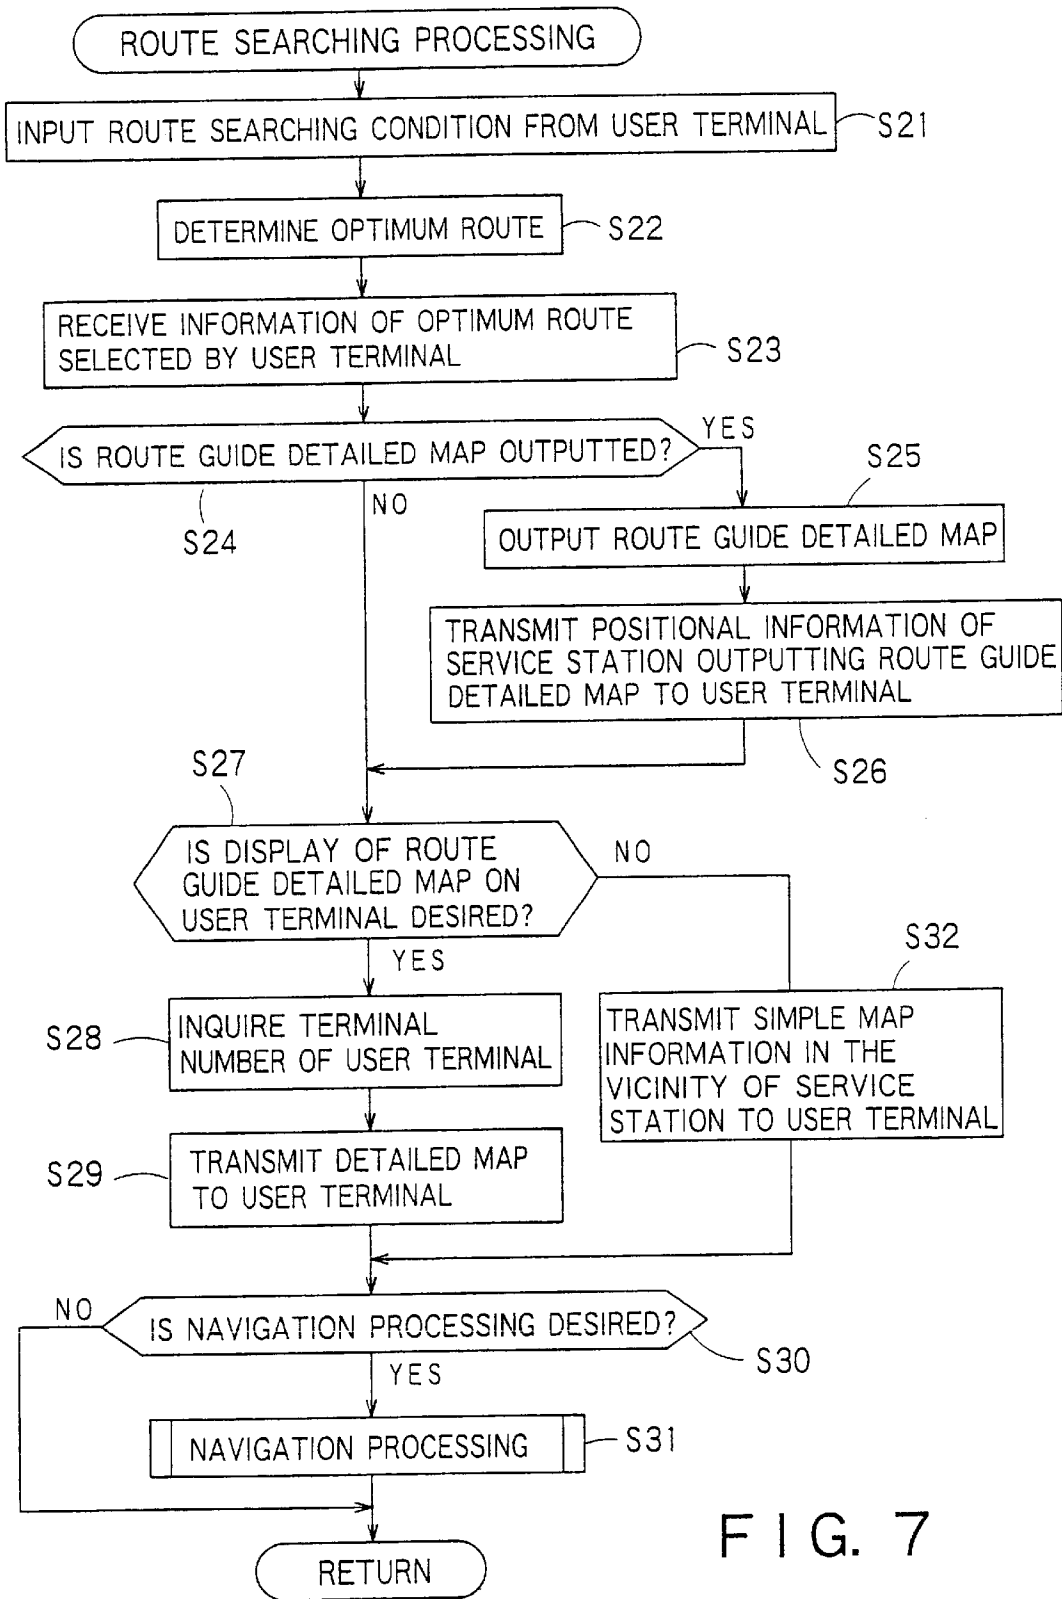 ROUTE SEARCHING PROCESSING
INPUT ROUTE SEARCHING CONDITION FROM USER TERMINAL
S21
DETERMINE OPTIMUM ROUTE
S22
RECEIVE INFORMATION OF OPTIMUM ROUTE
SELECTED BY USER TERMINAL
S23
IS ROUTE GUIDE DETAILED MAP OUTPUTTED?
YES
NO
S24
S25
OUTPUT ROUTE GUIDE DETAILED MAP
TRANSMIT POSITIONAL INFORMATION OF
SERVICE STATION OUTPUTTING ROUTE GUIDE
DETAILED MAP TO USER TERMINAL
S26
S27
IS DISPLAY OF ROUTE
GUIDE DETAILED MAP ON
USER TERMINAL DESIRED?
NO
YES
S32
S28
INQUIRE TERMINAL
NUMBER OF USER TERMINAL
TRANSMIT SIMPLE MAP
INFORMATION IN THE
VICINITY OF SERVICE
STATION TO USER TERMINAL
S29
TRANSMIT DETAILED MAP
TO USER TERMINAL
NO
IS NAVIGATION PROCESSING DESIRED?
S30
YES
NAVIGATION PROCESSING
S31
RETURN
FIG. 7